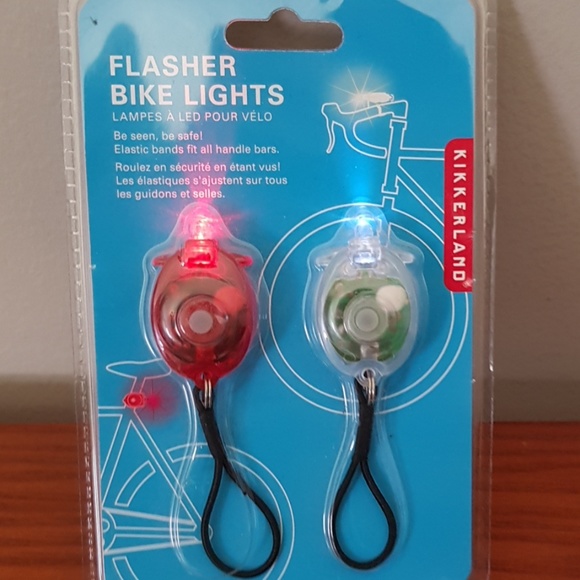 FLASHER
BIKE LIGHTS
LAMPES À LED POUR VÉLO
Be seen, be safe!
Elastic bands fit all handle bars.
Roulez en sécurité en étant vus!
Les élastiques s'ajustent sur tous
les guidons et selles.
KIKKERLAND